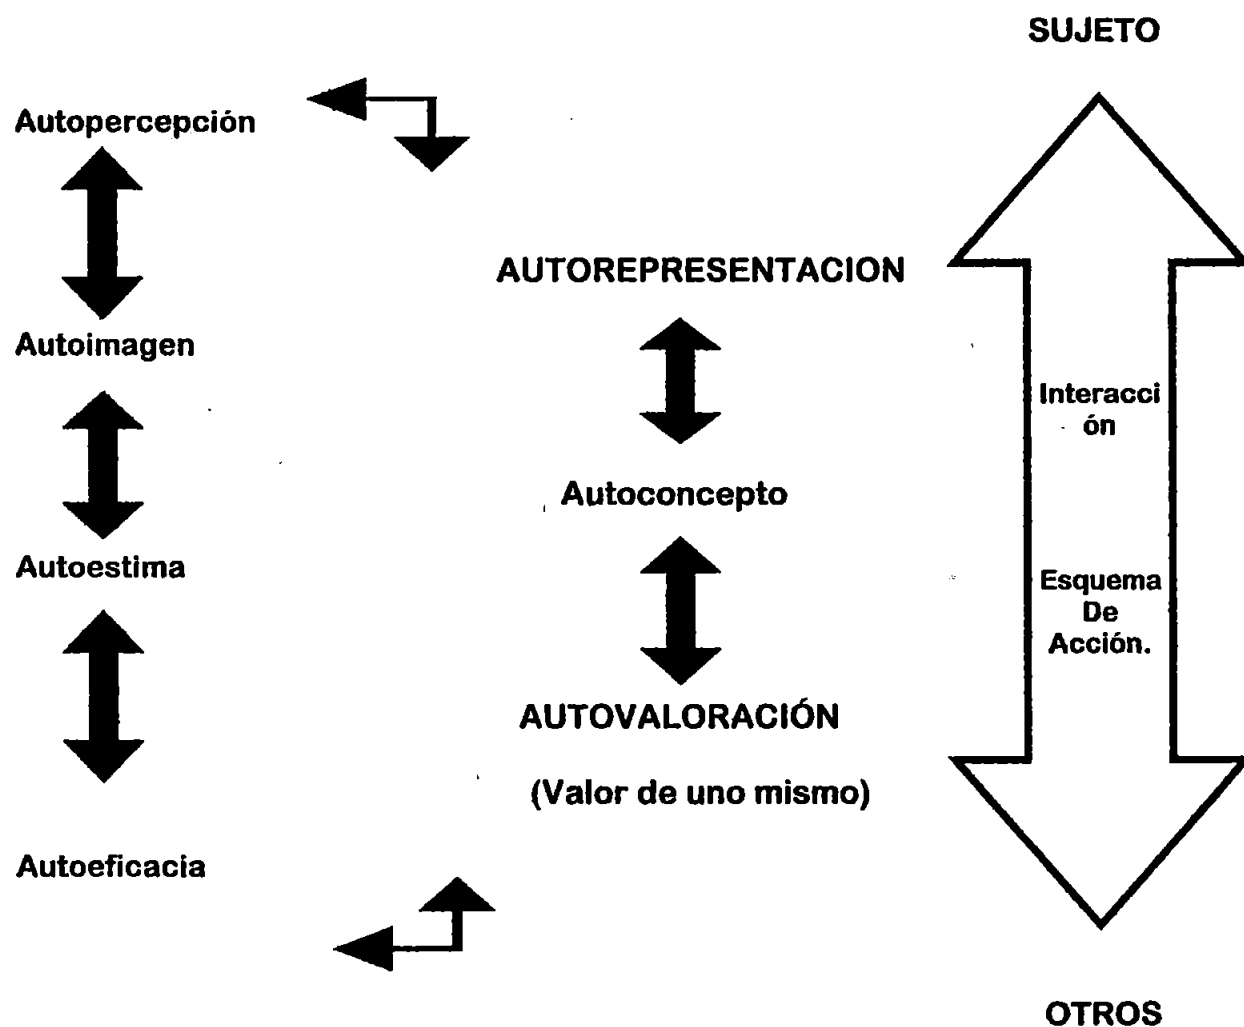 SUJETO
Autopercepción
AUTOREPRESENTACION
Autoimagen
Interacci
ón
Autoconcepto
Autoestima
Esquema
De
Acción.
AUTOVALORACIÓN
(Valor de uno mismo)
Autoeficacia
OTROS